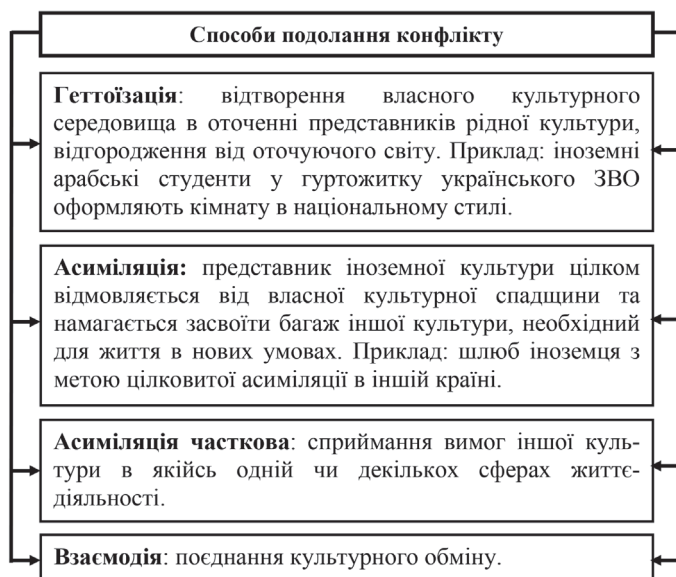 Способи подолання конфлікту
Геттоїзація: відтворення власного культурного
середовища в оточенні представників рідної культури,
відгородження від оточуючого світу. Приклад: іноземні
арабські студенти у гуртожитку українського ЗВО
оформляють кімнату в національному стилі.
Асиміляція: представник іноземної культури цілком
відмовляється від власної культурної спадщини та
намагається засвоїти багаж іншої культури, необхідний
для життя в нових умовах. Приклад: шлюб іноземця з
метою цілковитої асиміляції в іншій країні.
Асиміляція часткова: сприймання вимог іншої куль-
тури в якійсь одній чи декількох сферах життє-
діяльності.
Взаємодія: поєднання культурного обміну.